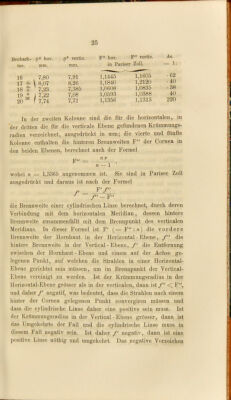 25
Beobach- ρ° hor. ρ° vertic. F'' hor. F'' vertic. As
ter. mm. mm. in Pariser Zoll. = 1:
16 7,80 7,91 1,1445 1,1605 62
17 8,07 8,26 1,1840 1,2120 40
18 7,23 7,385 1,0608 1,0835 38
19 7,22 7,08 1,0593 1,0388 40
20 7,74 7,71 1,1356 1,1313 220
In der zweiten Kolonne sind die für die horizontalen, in
der dritten die für die verticale Ebene gefundenen Krümmungs-
radien verzeichnet, ausgedrückt in mm; die vierte und fünfte
Kolonne enthalten die hinteren Brennweiten F'' der Cornea in
den beiden Ebenen, berechnet nach der Formel
F'' = n r / n — 1 ,
wobei n = 1,3365 angenommen ist. Sie sind in Pariser Zoll
ausgedrückt und daraus ist nach der Formel
die Brennweite einer cylindrischen Linse berechnet, durch deren
Verbindung mit dem horizontalen Meridian, dessen hintere
Brennweite zusammenfällt mit dem Brennpunkt des verticalen
Meridians. In dieser Formel ist F' (= F'' : n) die vordere
Brennweite der Hornhaut in der Horizontal-Ebene, f'' die
hintere Brennweite in der Vertical-Ebene, f' die Entfernung
zwischen der Hornhaut-Ebene und einem auf der Achse ge-
legenen Punkt, auf welchen die Strahlen in einer Horizontal-
Ebene gerichtet sein müssen, um im Brennpunkt der Vertical-
Ebene vereinigt zu werden. Ist der Krümmungsradius in der
Horizontal-Ebene grösser als in der verticalen, dann ist f'' < F'',
und daher f' negatif, was bedeutet, dass die Strahlen nach einem
hinter der Cornea gelegenen Punkt convergiren müssen und
dass die cylindrische Linse daher eine positive sein muss. Ist
der Krümmungsradius in der Vertical-Ebene grösser, dann ist
das Umgekehrte der Fall und die cylindrische Linse muss in
diesem Fall negativ sein. Ist daher f' negativ, dann ist eine
positive Linse nöthig und umgekehrt. Das negative Vorzeichen